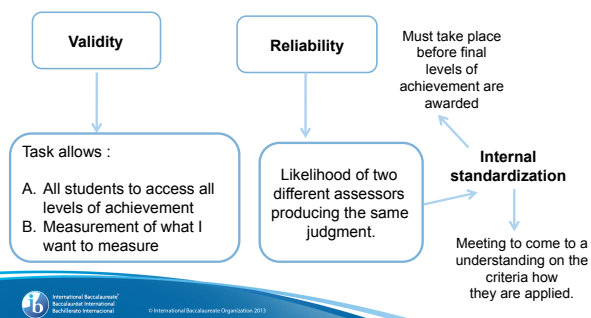 Validity
Task allows :
A. All students to access all
levels of achievement
B. Measurement of what I
want to measure
Reliability
Likelihood of two
different assessors
producing the same
judgment.
Must take place
before final
levels of
achievement are
awarded
Internal
standardization
Meeting to come to a
understanding on the
criteria how
they are applied.
International Baccalaureate®
Baccalauréat International
Bachillerato Internacional
© International Baccalaureate Organization 2013